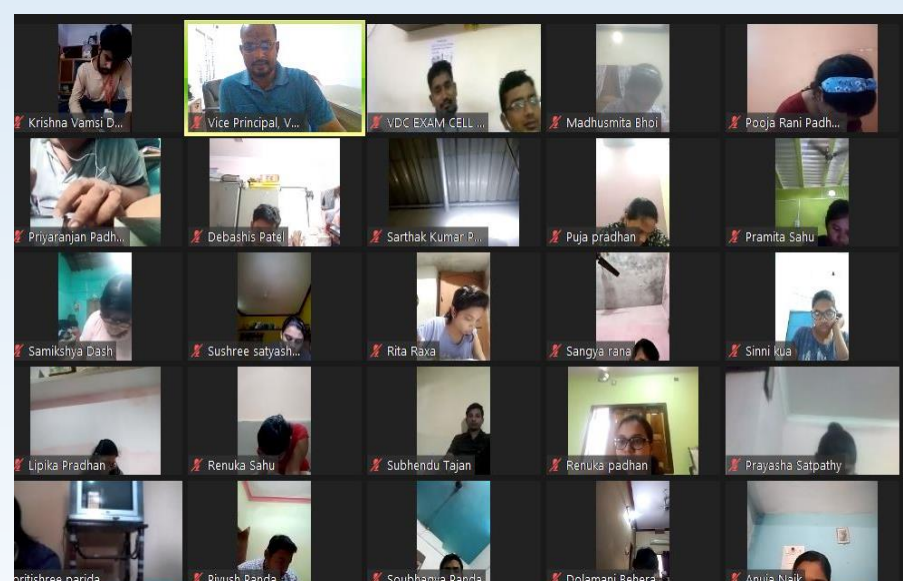 Krishna Vamsi D...
Vice Principal, V...
VDC EXAM CELL ...
Madhusmita Bhoi
Pooja Rani Padh...
Priyaranjan Padh...
Debashis Patel
Sarthak Kumar P...
Puja pradhan
Pramita Sahu
Samikshya Dash
Sushree satyash...
Rita Raxa
Sangya rana
Sinni kua
Lipika Pradhan
Renuka Sahu
Subhendu Tajan
Renuka padhan
Prayasha Satpathy
pritishree parida
Piyush Panda
Soubhagya Panda
Dolamani Behera
Anuja Naik